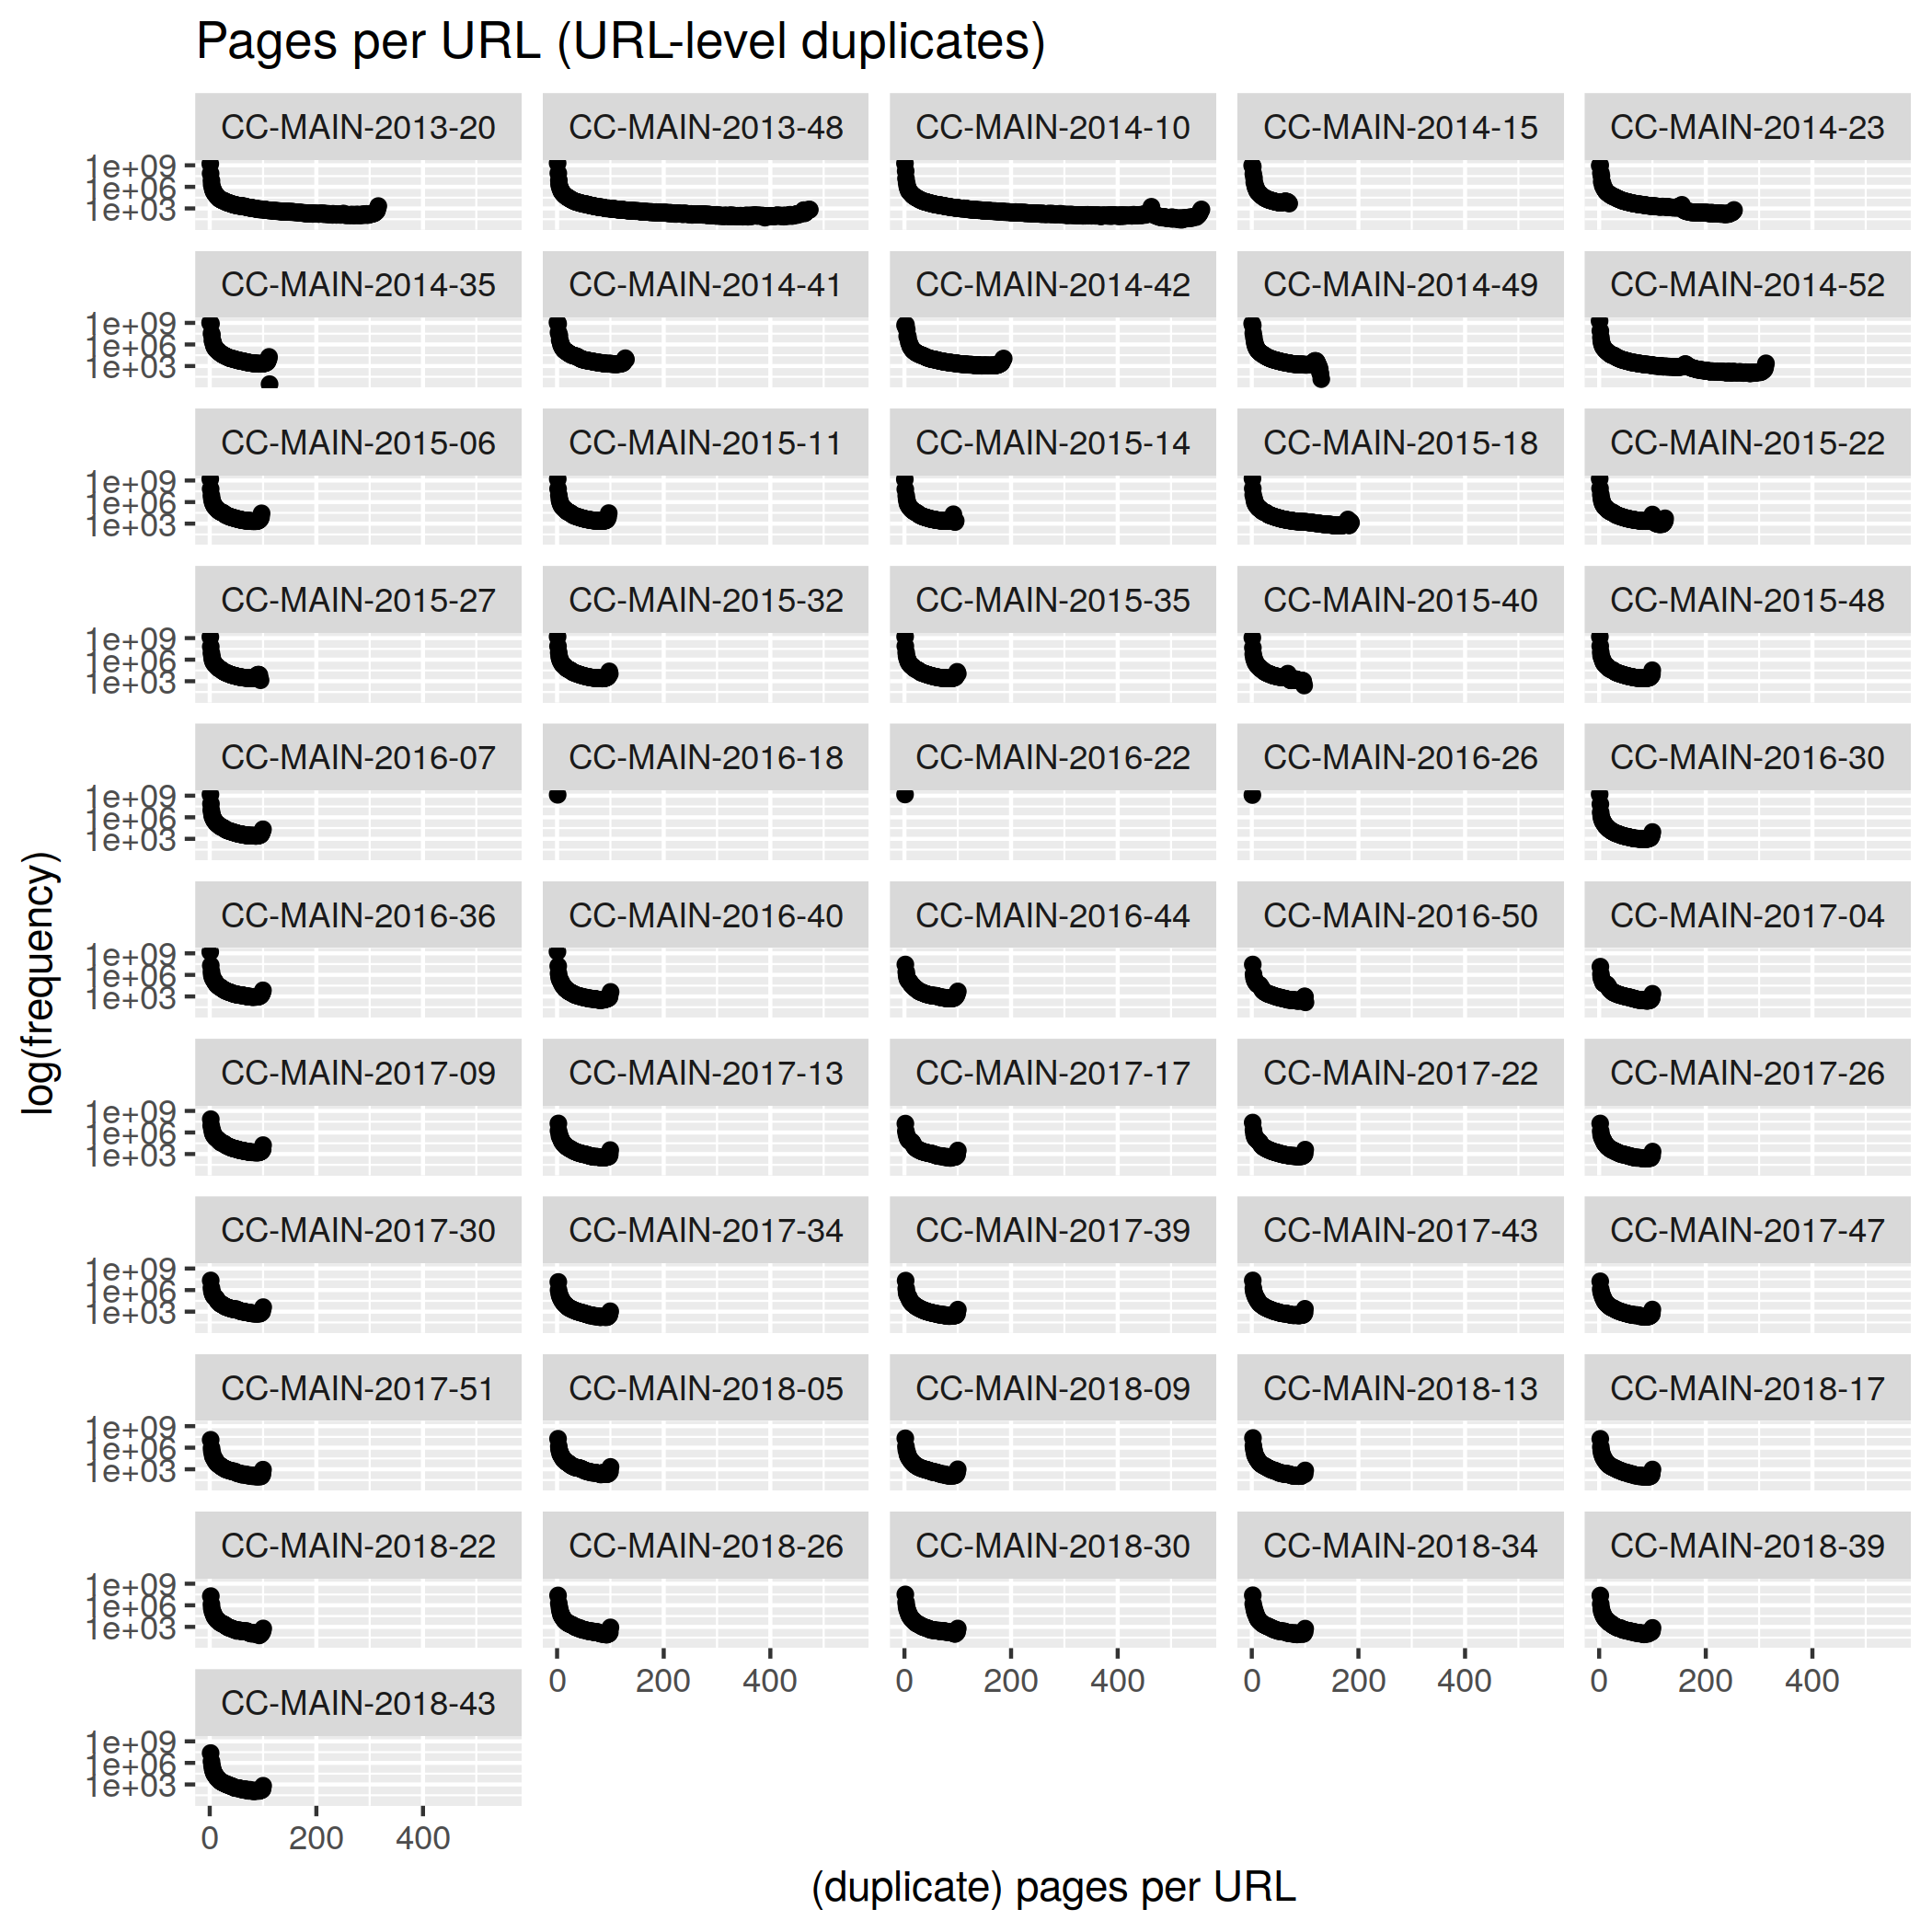 Pages per URL (URL-level duplicates)
CC-MAIN-2013-20 CC-MAIN-2013-48 CC-MAIN-2014-10 CC-MAIN-2014-15 CC-MAIN-2014-23
1e+09
1e+06
1e+03
CC-MAIN-2014-35 CC-MAIN-2014-41 CC-MAIN-2014-42 CC-MAIN-2014-49 CC-MAIN-2014-52
1e+09
1e+06
1e+03
CC-MAIN-2015-06 CC-MAIN-2015-11 CC-MAIN-2015-14 CC-MAIN-2015-18 CC-MAIN-2015-22
1e+09
1e+06
1e+03
CC-MAIN-2015-27 CC-MAIN-2015-32 CC-MAIN-2015-35 CC-MAIN-2015-40 CC-MAIN-2015-48
1e+09
1e+06
1e+03
CC-MAIN-2016-07 CC-MAIN-2016-18 CC-MAIN-2016-22 CC-MAIN-2016-26 CC-MAIN-2016-30
1e+09
1e+06
1e+03
CC-MAIN-2016-36 CC-MAIN-2016-40 CC-MAIN-2016-44 CC-MAIN-2016-50 CC-MAIN-2017-04
1e+09
1e+06
1e+03
CC-MAIN-2017-09 CC-MAIN-2017-13 CC-MAIN-2017-17 CC-MAIN-2017-22 CC-MAIN-2017-26
1e+09
1e+06
1e+03
CC-MAIN-2017-30 CC-MAIN-2017-34 CC-MAIN-2017-39 CC-MAIN-2017-43 CC-MAIN-2017-47
1e+09
1e+06
1e+03
CC-MAIN-2017-51 CC-MAIN-2018-05 CC-MAIN-2018-09 CC-MAIN-2018-13 CC-MAIN-2018-17
1e+09
1e+06
1e+03
CC-MAIN-2018-22 CC-MAIN-2018-26 CC-MAIN-2018-30 CC-MAIN-2018-34 CC-MAIN-2018-39
1e+09
1e+06
1e+03
0 200 400 0 200 400 0 200 400 0 200 400
CC-MAIN-2018-43
1e+09
1e+06
1e+03
0 200 400
(duplicate) pages per URL
log(frequency)